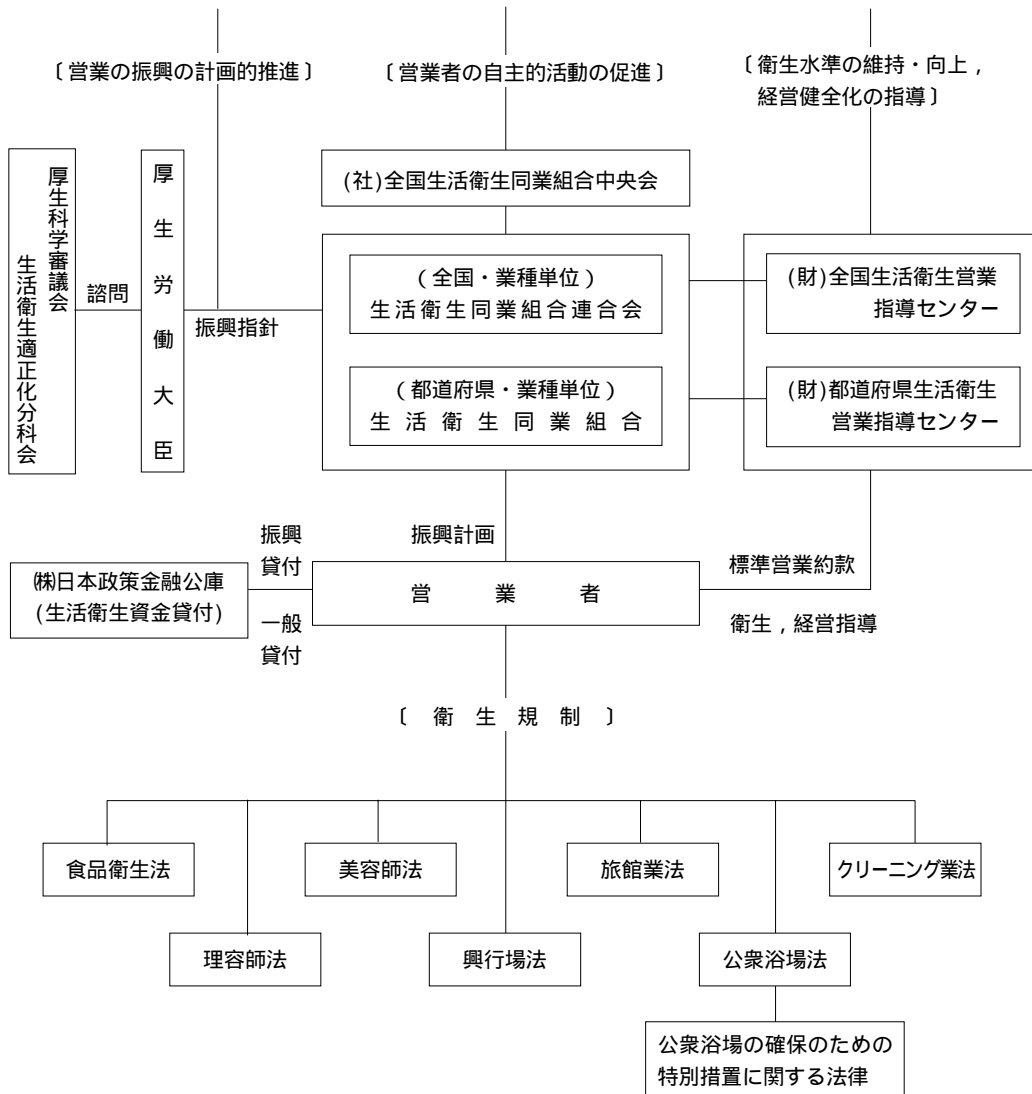 〔営業の振興の計画的推進〕
〔営業者の自主的活動の促進〕
〔衛生水準の維持・向上，
経営健全化の指導〕
厚生科学審議会
生活衛生適正化分科会
諮問
厚生労働大臣
振興指針
(社)全国生活衛生同業組合中央会
(全国・業種単位)
生活衛生同業組合連合会
(都道府県・業種単位)
生活衛生同業組合
(財)全国生活衛生営業
指導センター
(財)都道府県生活衛生
営業指導センター
振興
貸付
振興計画
標準営業約款
㈱日本政策金融公庫
(生活衛生資金貸付)
営業者
一般
貸付
衛生，経営指導
〔衛生規制〕
食品衛生法
美容師法
旅館業法
クリーニング業法
理容師法
興行場法
公衆浴場法
公衆浴場の確保のための
特別措置に関する法律